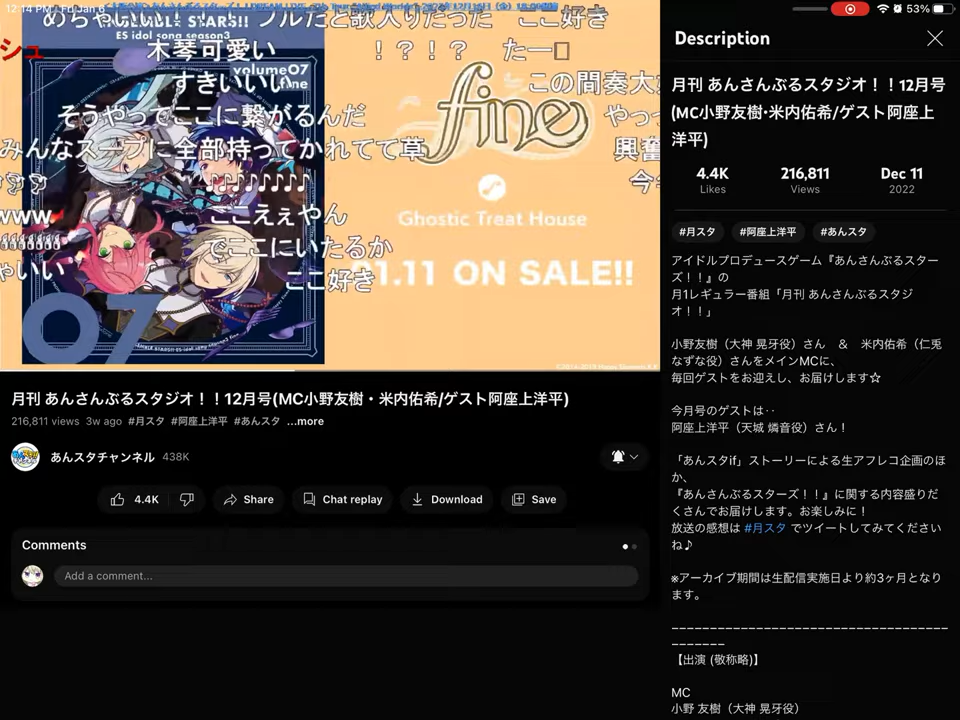 12:14 PM Fri Jan 6
53%
めちゃ
フルだと歌入りだった
ここ好き
STARS!!
ES idol song season3
シュ
木琴可愛い
！？！？
たー
volume07
fine
すきいいい
この間奏大
fine
そうやってここに繋がるんだ
やっ
みんなスープに全部持ってかれてて草
興奮
今
♪♪♪♪♪♪♪
www
ここえぇやん
Ghostic Treat House
でここにいたるか
ゃいい
ここ好き
1.11 ON SALE!!
07
月刊 あんさんぶるスタジオ！！12月号(MC小野友樹・米内佑希/ゲスト阿座上洋平)
216,811 views 3w ago #月スタ #阿座上洋平 #あんスタ ...more
あんスタチャンネル 438K
4.4K
Share
Chat replay
Download
Save
Comments
Add a comment...
Description
月刊 あんさんぶるスタジオ！！12月号
(MC小野友樹･米内佑希/ゲスト阿座上
洋平)
4.4K
Likes
216,811
Views
Dec 11
2022
#月スタ
#阿座上洋平
#あんスタ
アイドルプロデュースゲーム『あんさんぶるスター
ズ！！』の
月1レギュラー番組「月刊 あんさんぶるスタジ
オ！！」
小野友樹（大神 晃牙役）さん ＆ 米内佑希（仁兎
なずな役）さんをメインMCに、
毎回ゲストをお迎えし、お届けします☆
今月号のゲストは‥
阿座上洋平（天城 燐音役）さん！
「あんスタif」ストーリーによる生アフレコ企画のほ
か、
『あんさんぶるスターズ！！』に関する内容盛りだ
くさんでお届けします。お楽しみに！
放送の感想は #月スタ でツイートしてみてください
ね♪
※アーカイブ期間は生配信実施日より約3ヶ月となり
ます。
【出演 (敬称略)】
MC
小野 友樹（大神 晃牙役）